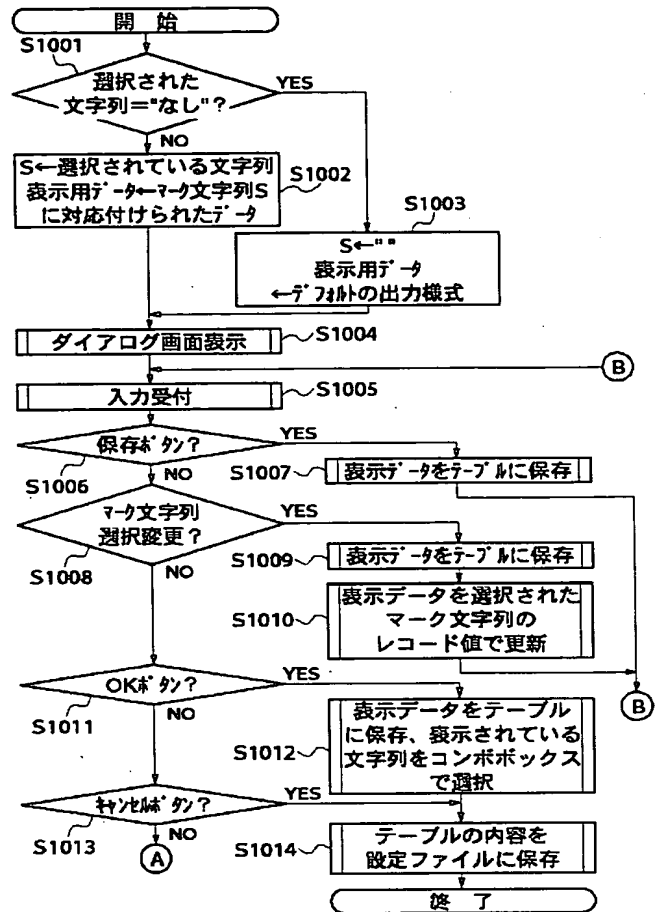 開 始
S1001
選択された
文字列="なし"?
YES
NO
S←選択されている文字列
表示用ﾃﾞｰﾀ←ﾏｰｸ文字列S
に対応付けられたﾃﾞｰﾀ
S1002
S1003
S←""
表示用ﾃﾞｰﾀ
←ﾃﾞﾌｫﾙﾄの出力様式
ダイアログ画面表示
S1004
B
入力受付
S1005
保存ﾎﾞﾀﾝ?
YES
S1006
NO
S1007
表示ﾃﾞｰﾀをﾃｰﾌﾞﾙに保存
ﾏｰｸ文字列
選択変更?
YES
S1008
NO
S1009
表示ﾃﾞｰﾀをﾃｰﾌﾞﾙに保存
S1010
表示データを選択された
マーク文字列の
レコード値で更新
OKﾎﾞﾀﾝ?
YES
B
S1011
NO
S1012
表示データをテーブル
に保存、表示されている
文字列をコンボボックス
で選択
ｷｬﾝｾﾙﾎﾞﾀﾝ?
YES
S1013
NO
A
S1014
テーブルの内容を
設定ファイルに保存
終 了